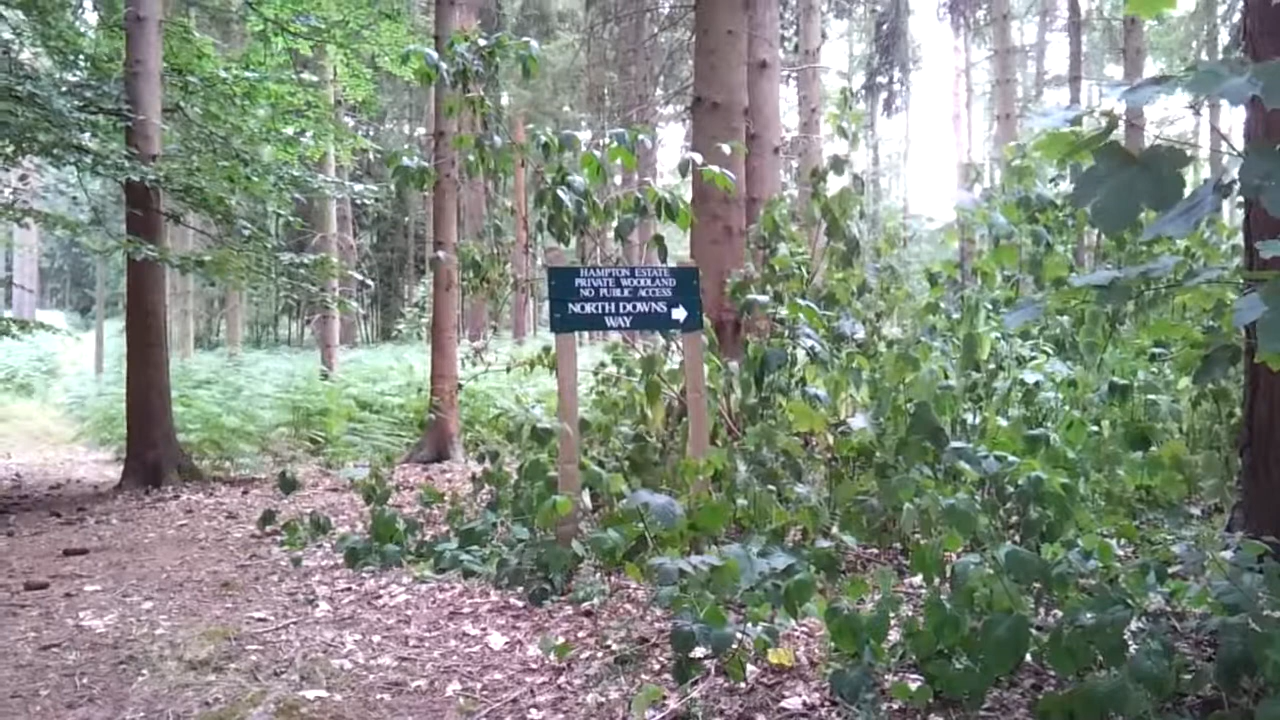 HAMPTON ESTATE
PRIVATE WOODLAND
NO PUBLIC ACCESS
NORTH DOWNS
WAY